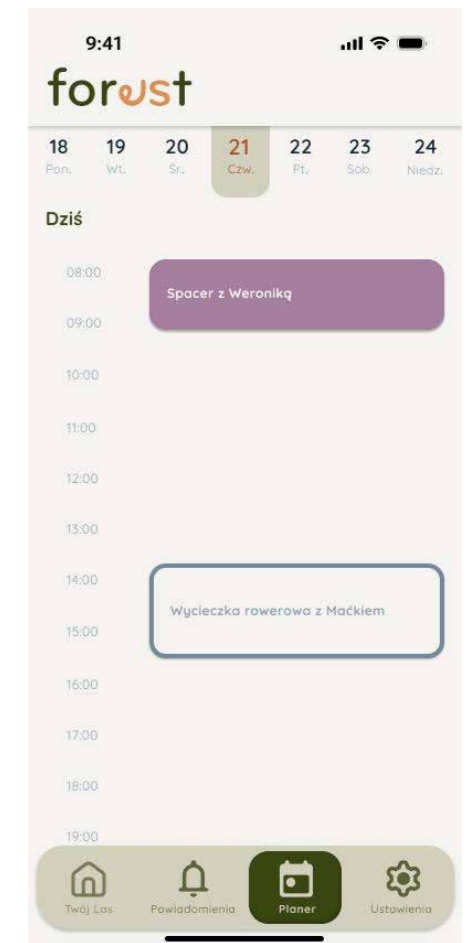 9:41
forest
18 19 20 21 22 23 24
Pon. Wt. Śr. Czw. Pt. Sob. Niedz.
Dziś
08:00
Spacer z Weroniką
09:00
10:00
11:00
12:00
13:00
14:00
Wycieczka rowerowa z Maćkiem
15:00
16:00
17:00
18:00
19:00
Twój Las Powiadomienia Planer Ustawienia